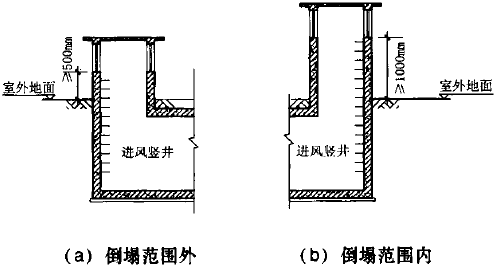 ≥500mm
室外地面
进风竖井
(a) 倒塌范围外
≥1000mm
室外地面
进风竖井
(b) 倒塌范围内